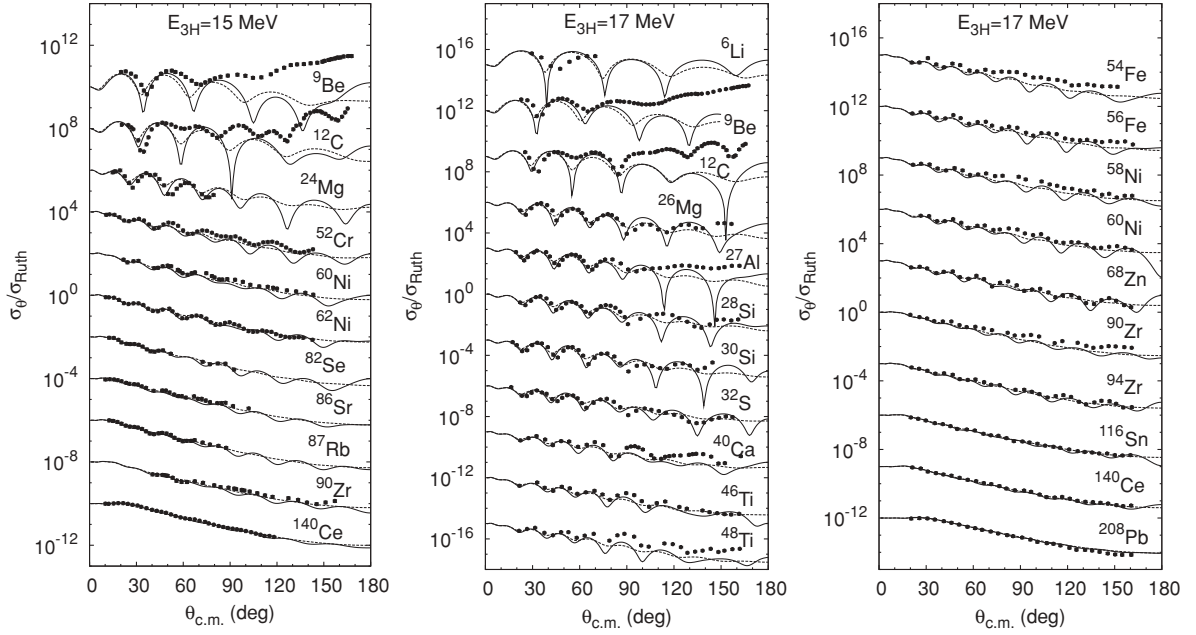 E3H=15 MeV
10^12
10^8
10^4
10^0
10^-4
10^-8
10^-12
σθ/σRuth
9Be
12C
24Mg
52Cr
60Ni
62Ni
82Se
86Sr
87Rb
90Zr
140Ce
0 30 60 90 120 150 180
θc.m. (deg)
E3H=17 MeV
10^16
10^12
10^8
10^4
10^0
10^-4
10^-8
10^-12
10^-16
σθ/σRuth
6Li
9Be
12C
26Mg
27Al
28Si
30Si
32S
40Ca
46Ti
48Ti
0 30 60 90 120 150 180
θc.m. (deg)
E3H=17 MeV
10^16
10^12
10^8
10^4
10^0
10^-4
10^-8
10^-12
σθ/σRuth
54Fe
56Fe
58Ni
60Ni
68Zn
90Zr
94Zr
116Sn
140Ce
208Pb
0 30 60 90 120 150 180
θc.m. (deg)